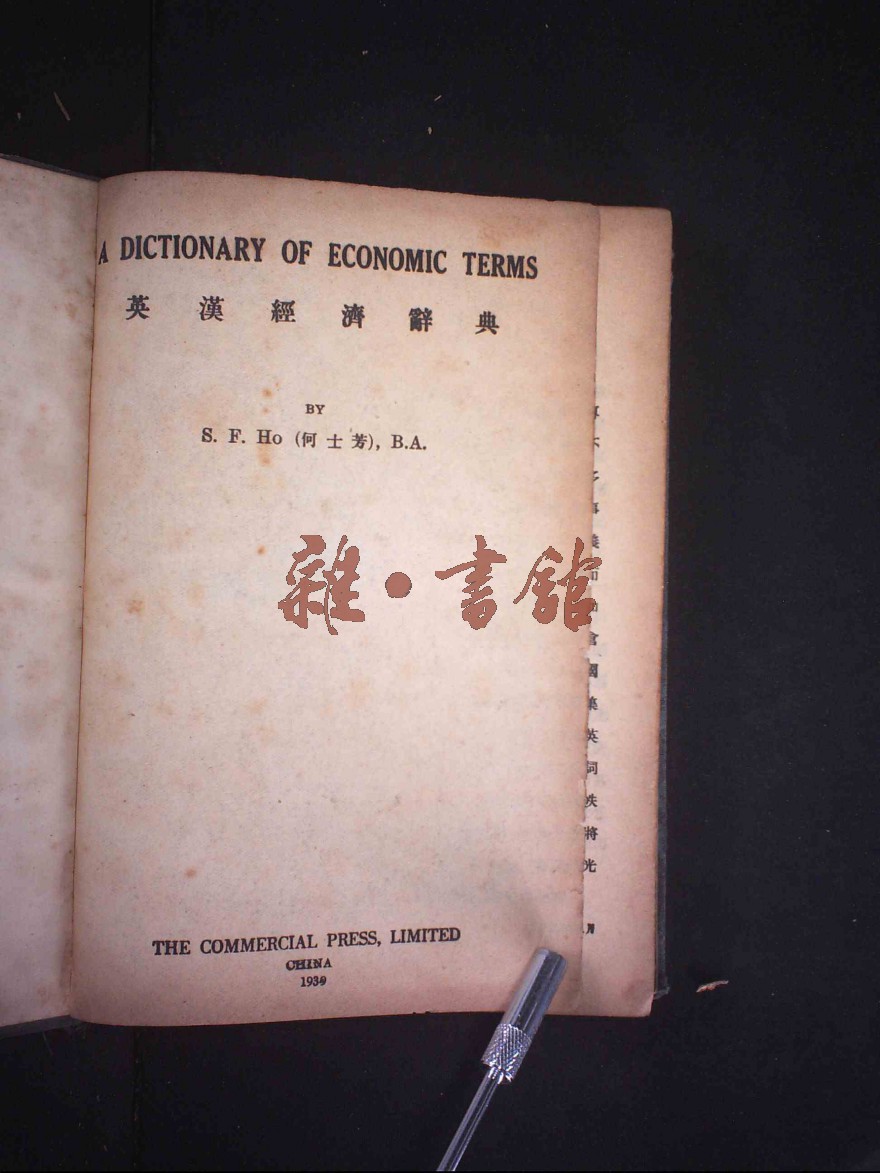 A DICTIONARY OF ECONOMIC TERMS
英漢經濟辭典
BY
S. F. Ho (何士芳), B.A.
雜•書館
THE COMMERCIAL PRESS, LIMITED
CHINA
1934